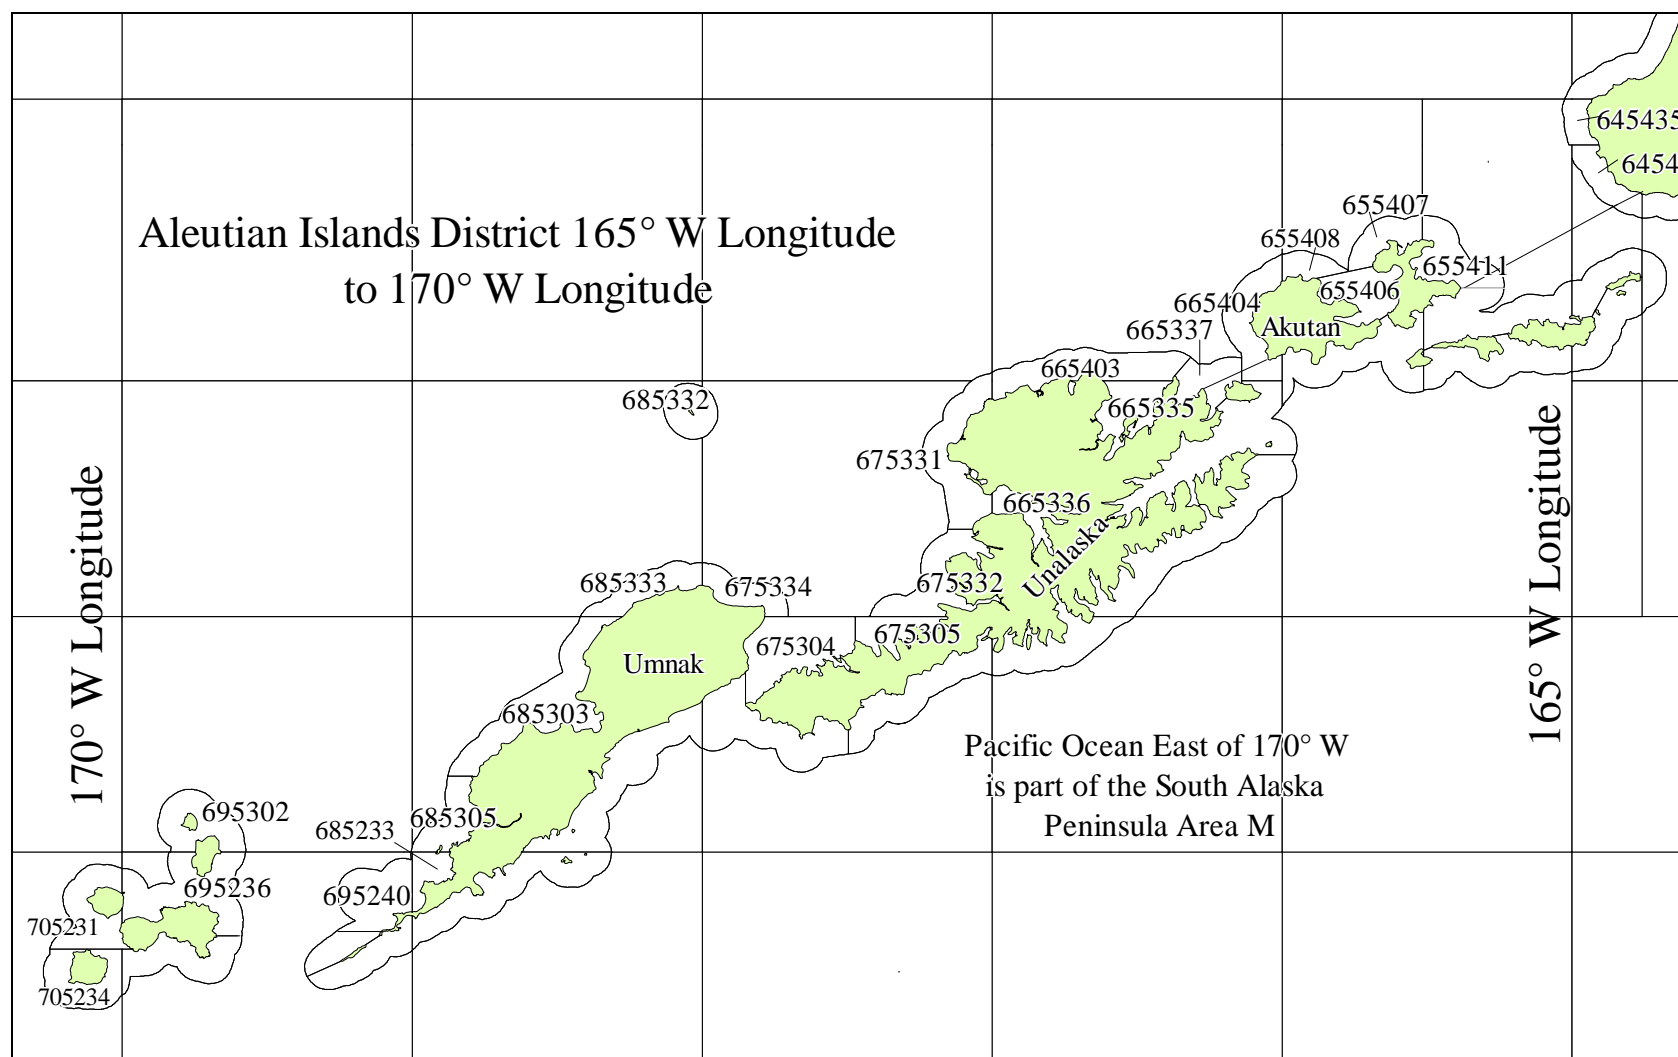 645435
6454
655407
Aleutian Islands District 165° W Longitude
to 170° W Longitude
655408
655411
655406
665404
Akutan
665337
665403
685332
665335
675331
170° W Longitude
165° W Longitude
665336
Unalaska
685333
675334
675332
675305
675304
Umnak
685303
Pacific Ocean East of 170° W
is part of the South Alaska
Peninsula Area M
695302
685305
685233
695236
695240
705231
705234